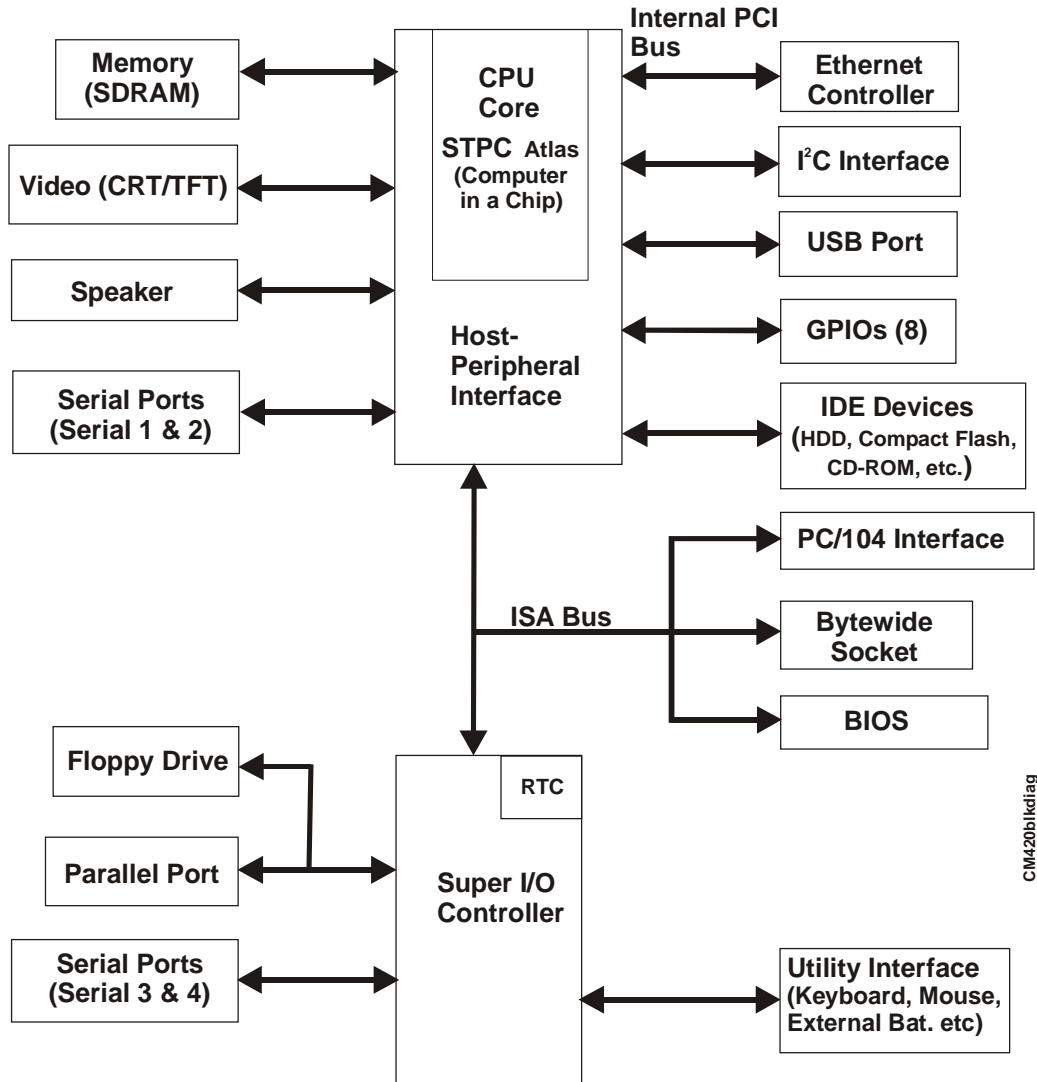 Internal PCI
Bus
Memory
(SDRAM)
CPU
Core
STPC Atlas
(Computer
in a Chip)
Ethernet
Controller
Video (CRT/TFT)
I²C Interface
Speaker
USB Port
Host-
Peripheral
Interface
GPIOs (8)
Serial Ports
(Serial 1 & 2)
IDE Devices
(HDD, Compact Flash,
CD-ROM, etc.)
PC/104 Interface
ISA Bus
Bytewide
Socket
BIOS
Floppy Drive
RTC
Parallel Port
Super I/O
Controller
Serial Ports
(Serial 3 & 4)
Utility Interface
(Keyboard, Mouse,
External Bat. etc)
CM420blkdiag